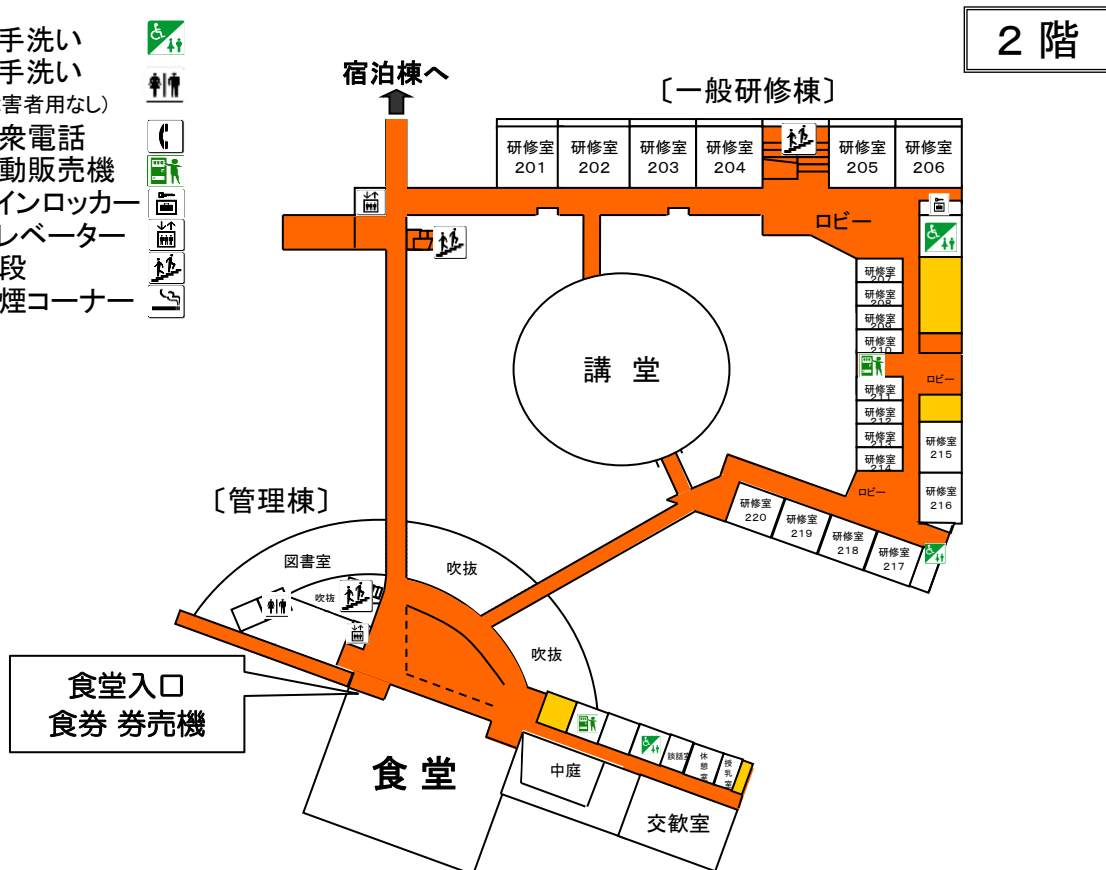 ２ 階
手洗い
手洗い
害者用なし）
衆電話
動販売機
インロッカー
レベーター
段
煙コーナー
宿泊棟へ
〔一般研修棟〕
研修室
201
研修室
202
研修室
203
研修室
204
研修室
205
研修室
206
ロビー
研修室
207
研修室
208
研修室
209
研修室
210
ロビー
研修室
211
研修室
212
研修室
213
研修室
214
研修室
215
ロビー
研修室
216
講 堂
研修室
220
研修室
219
研修室
218
研修室
217
〔管理棟〕
図書室
吹抜
吹抜
吹抜
食堂入口
食券 券売機
食 堂
中庭
談話室
休憩室
授乳室
交歓室